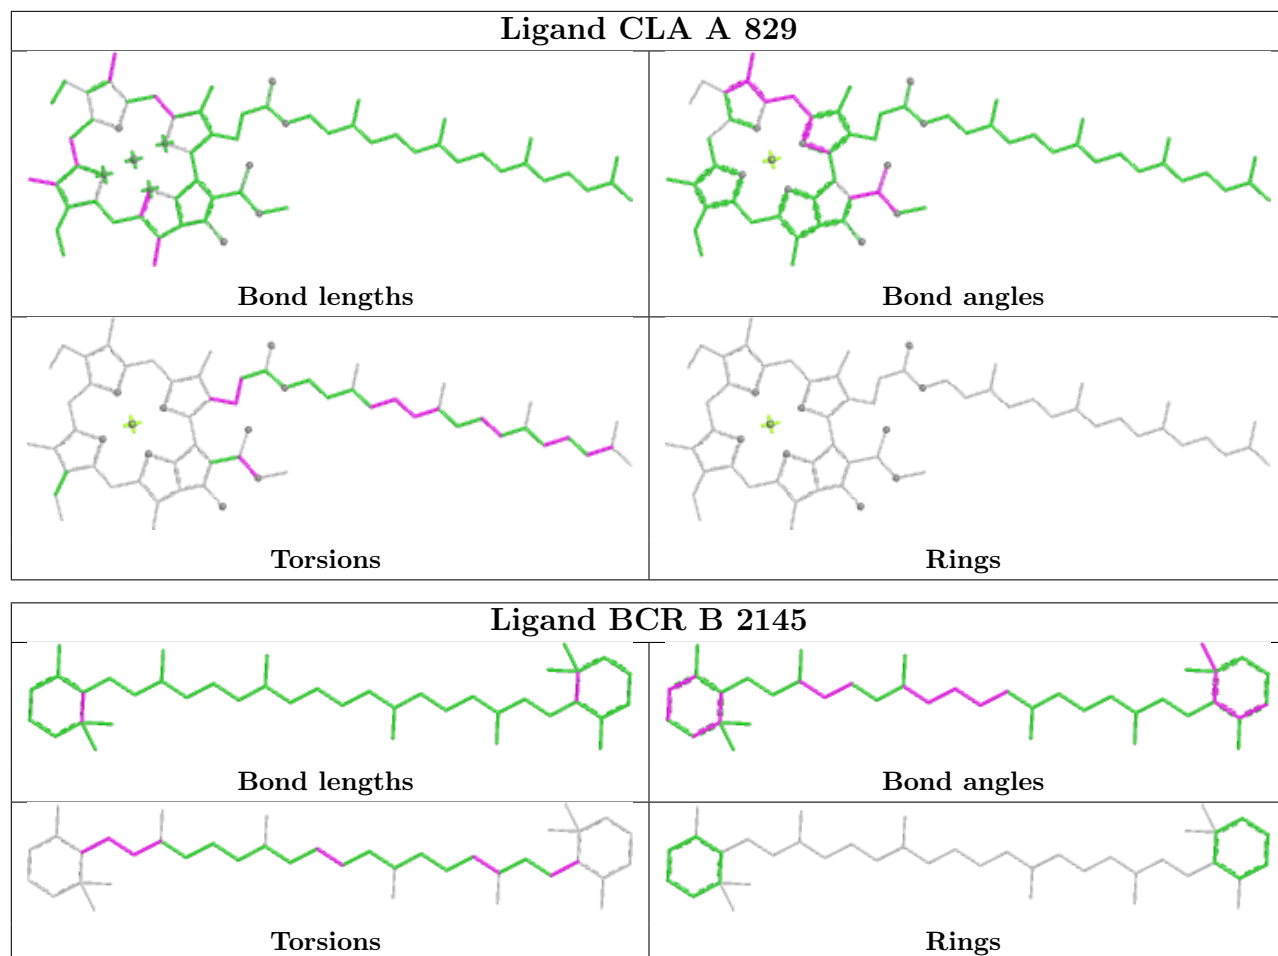 Ligand CLA A 829
Bond lengths
Bond angles
Torsions
Rings
Ligand BCR B 2145
Bond lengths
Bond angles
Torsions
Rings